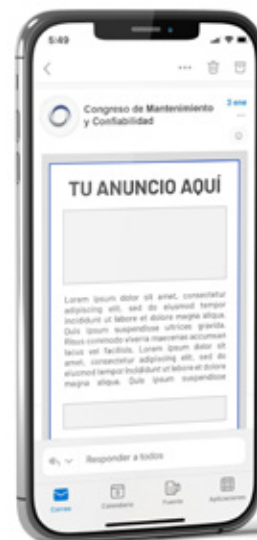 5:49
Congreso de Mantenimiento
y Confiabilidad
3 ene
TU ANUNCIO AQUÍ
Lorem ipsum dolor sit amet, consectetur
adipiscing elit, sed do eiusmod tempor
incididunt ut labore et dolore magna aliqua.
Quis ipsum suspendisse ultrices gravida.
Risus commodo viverra maecenas accumsan
lacus vel facilisis. Lorem ipsum dolor sit
amet, consectetur adipiscing elit, sed do
eiusmod tempor incididunt ut labore et dolore
magna aliqua. Quis ipsum suspendisse
Responder a todos
Correo
Calendario
Fuente
Aplicaciones